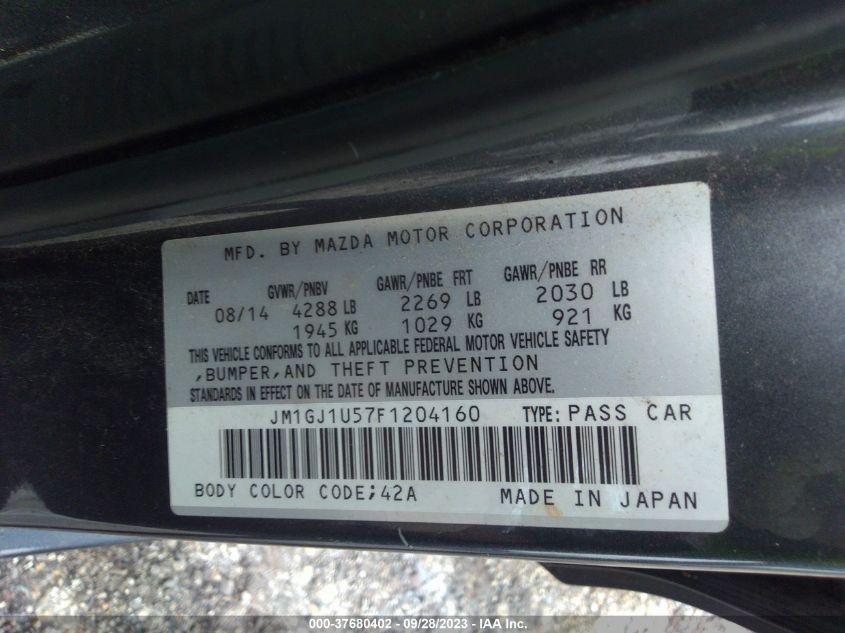 MFD. BY MAZDA MOTOR CORPORATION
DATE GVWR/PNBV GAWR/PNBE FRT GAWR/PNBE RR
08/14 4288 LB 2269 LB 2030 LB
1945 KG 1029 KG 921 KG
THIS VEHICLE CONFORMS TO ALL APPLICABLE FEDERAL MOTOR VEHICLE SAFETY
,BUMPER,AND THEFT PREVENTION
STANDARDS IN EFFECT ON THE DATE OF MANUFACTURE SHOWN ABOVE.
JM1GJ1U57F1204160 TYPE: PASS CAR
BODY COLOR CODE;42A MADE IN JAPAN
000-37680402 - 09/28/2023 - IAA Inc.